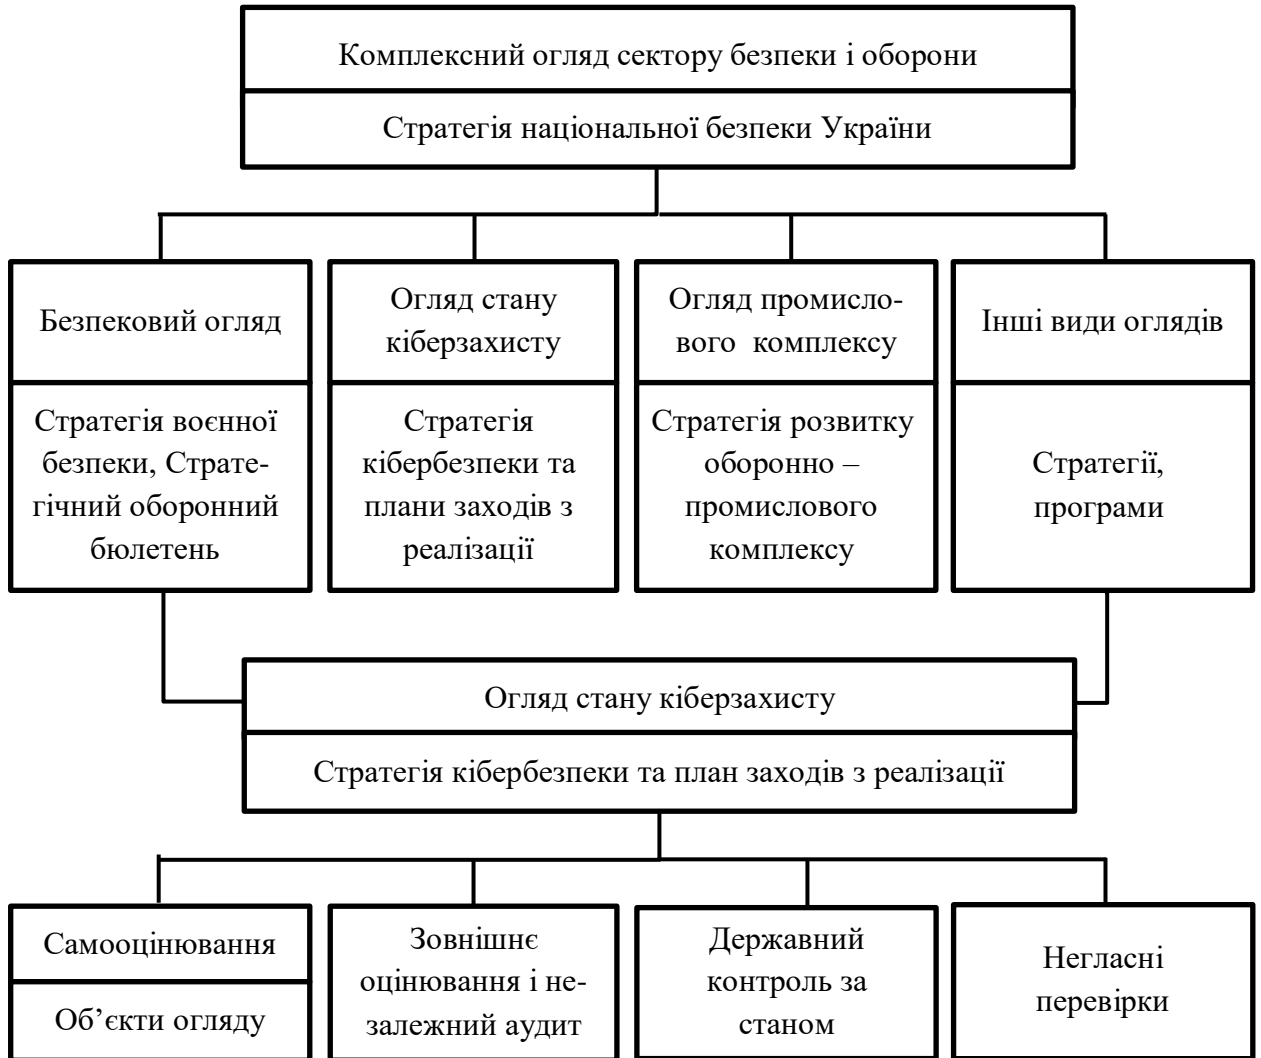 Комплексний огляд сектору безпеки і оборони
Стратегія національної безпеки України
Безпековий огляд
Стратегія воєнної
безпеки, Страте-
гічний оборонний
бюлетень
Огляд стану
кіберзахисту
Стратегія
кібербезпеки та
плани заходів з
реалізації
Огляд промисло-
вого комплексу
Стратегія розвитку
оборонно –
промислового
комплексу
Інші види оглядів
Стратегії,
програми
Огляд стану кіберзахисту
Стратегія кібербезпеки та план заходів з реалізації
Самооцінювання
Об’єкти огляду
Зовнішнє
оцінювання і не-
залежний аудит
Державний
контроль за
станом
Негласні
перевірки